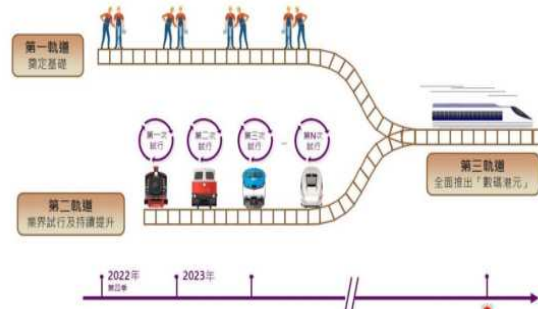 第一軌道
奠定基礎
第一次
試行
第二次
試行
第三次
試行
...
第N次
試行
第三軌道
全面推出「數碼港元」
第二軌道
業界試行及持續提升
2022年
第四季
2023年